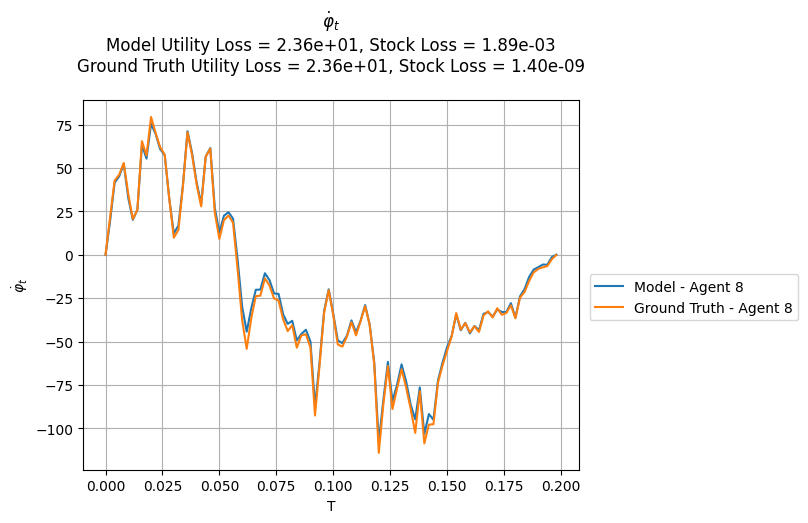 φ̇ₜ
Model Utility Loss = 2.36e+01, Stock Loss = 1.89e-03
Ground Truth Utility Loss = 2.36e+01, Stock Loss = 1.40e-09
75
50
25
0
−25
−50
−75
−100
φ̇ₜ
0.000 0.025 0.050 0.075 0.100 0.125 0.150 0.175 0.200
T
Model - Agent 8
Ground Truth - Agent 8